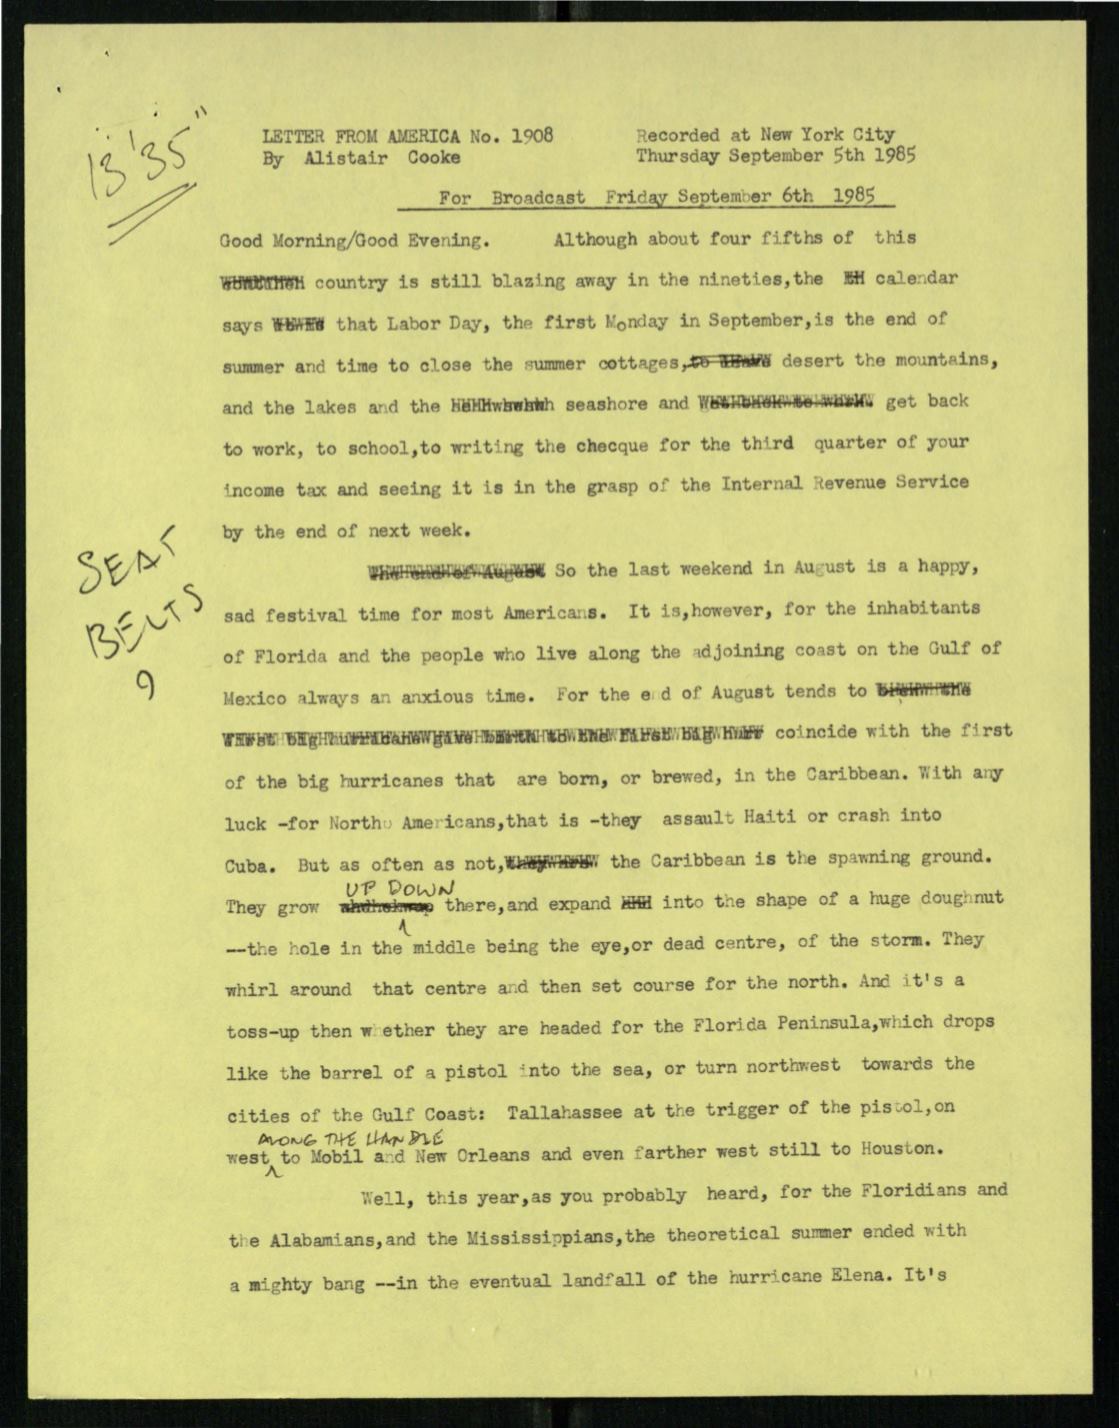 13'35"
LETTER FROM AMERICA No. 1908
By Alistair Cooke
Recorded at New York City
Thursday September 5th 1985
For Broadcast Friday September 6th 1985
Good Morning/Good Evening. Although about four fifths of this
country is still blazing away in the nineties,the calendar
says that Labor Day, the first Monday in September,is the end of
summer and time to close the summer cottages, desert the mountains,
and the lakes and the seashore and get back
to work, to school,to writing the checque for the third quarter of your
income tax and seeing it is in the grasp of the Internal Revenue Service
by the end of next week.
SEAT
BELTS
9
The end of August So the last weekend in August is a happy,
sad festival time for most Americans. It is,however, for the inhabitants
of Florida and the people who live along the adjoining coast on the Gulf of
Mexico always an anxious time. For the e d of August tends to
coincide with the first
of the big hurricanes that are born, or brewed, in the Caribbean. With any
luck -for North Americans,that is -they assault Haiti or crash into
Cuba. But as often as not, the Caribbean is the spawning ground.
UP DOWN
They grow there,and expand into the shape of a huge doughnut
--the hole in the middle being the eye,or dead centre, of the storm. They
whirl around that centre and then set course for the north. And it's a
toss-up then whether they are headed for the Florida Peninsula,which drops
like the barrel of a pistol into the sea, or turn northwest towards the
cities of the Gulf Coast: Tallahassee at the trigger of the pistol,on
ALONG THE HANDLE
west to Mobil and New Orleans and even farther west still to Houston.
Well, this year,as you probably heard, for the Floridians and
the Alabamians,and the Mississippians,the theoretical summer ended with
a mighty bang --in the eventual landfall of the hurricane Elena. It's